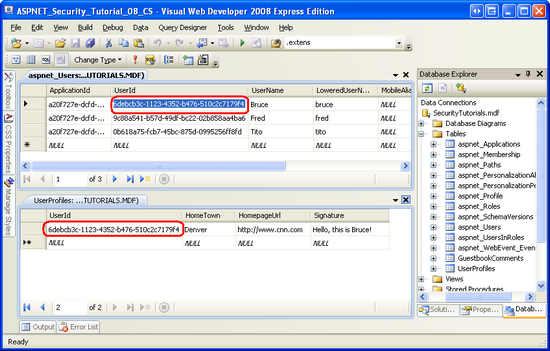 ASPNET_Security_Tutorial_08_CS - Visual Web Developer 2008 Express Edition
File Edit View Project Build Debug Data Query Designer Tools Window Help
.extens
Change Type
Toolbox
CSS Properties
Manage Styles
aspnet_Users:...UTORIALS.MDF)
ApplicationId UserId UserName LoweredUserN... MobileAlia
a20f727e-dcfd-... 6debcb3c-1123-4352-b476-510c2c7179f4 Bruce bruce NULL
a20f727e-dcfd-... 9c88a541-b57d-49df-bc22-02b858aa4ba6 Fred fred NULL
a20f727e-dcfd-... 0b618a75-fcb7-45bc-875d-0995256ff8fd Tito tito NULL
NULL NULL NULL NULL NULL
1 of 3
UserProfiles: ...TUTORIALS.MDF)
UserId HomeTown HomepageUrl Signature
6debcb3c-1123-4352-b476-510c2c7179f4 Denver http://www.cnn.com Hello, this is Bruce!
NULL NULL NULL NULL
2 of 2
Database Explorer
Data Connections
SecurityTutorials.mdf
Database Diagrams
Tables
aspnet_Applications
aspnet_Membership
aspnet_Paths
aspnet_PersonalizationAl
aspnet_PersonalizationPe
aspnet_Profile
aspnet_Roles
aspnet_SchemaVersions
aspnet_Users
aspnet_UsersInRoles
aspnet_WebEvent_Even
GuestbookComments
UserProfiles
Views
Stored Procedures
Soluti...
Prope...
Datab...
Output
Error List
Ready